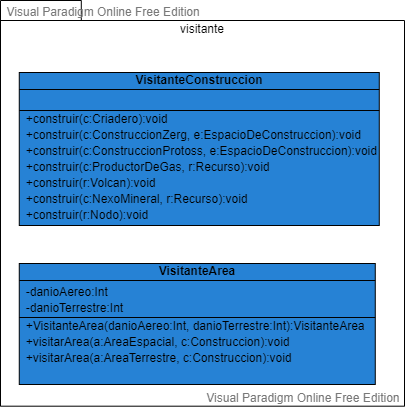 Visual Paradigm Online Free Edition
visitante
VisitanteConstruccion
+construir(c:Criadero):void
+construir(c:ConstruccionZerg, e:EspacioDeConstruccion):void
+construir(c:ConstruccionProtoss, e:EspacioDeConstruccion):void
+construir(c:ProductorDeGas, r:Recurso):void
+construir(r:Volcan):void
+construir(c:NexoMineral, r:Recurso):void
+construir(r:Nodo):void
VisitanteArea
-danioAereo:Int
-danioTerrestre:Int
+VisitanteArea(danioAereo:Int, danioTerrestre:Int):VisitanteArea
+visitarArea(a:AreaEspacial, c:Construccion):void
+visitarArea(a:AreaTerrestre, c:Construccion):void
Visual Paradigm Online Free Edition